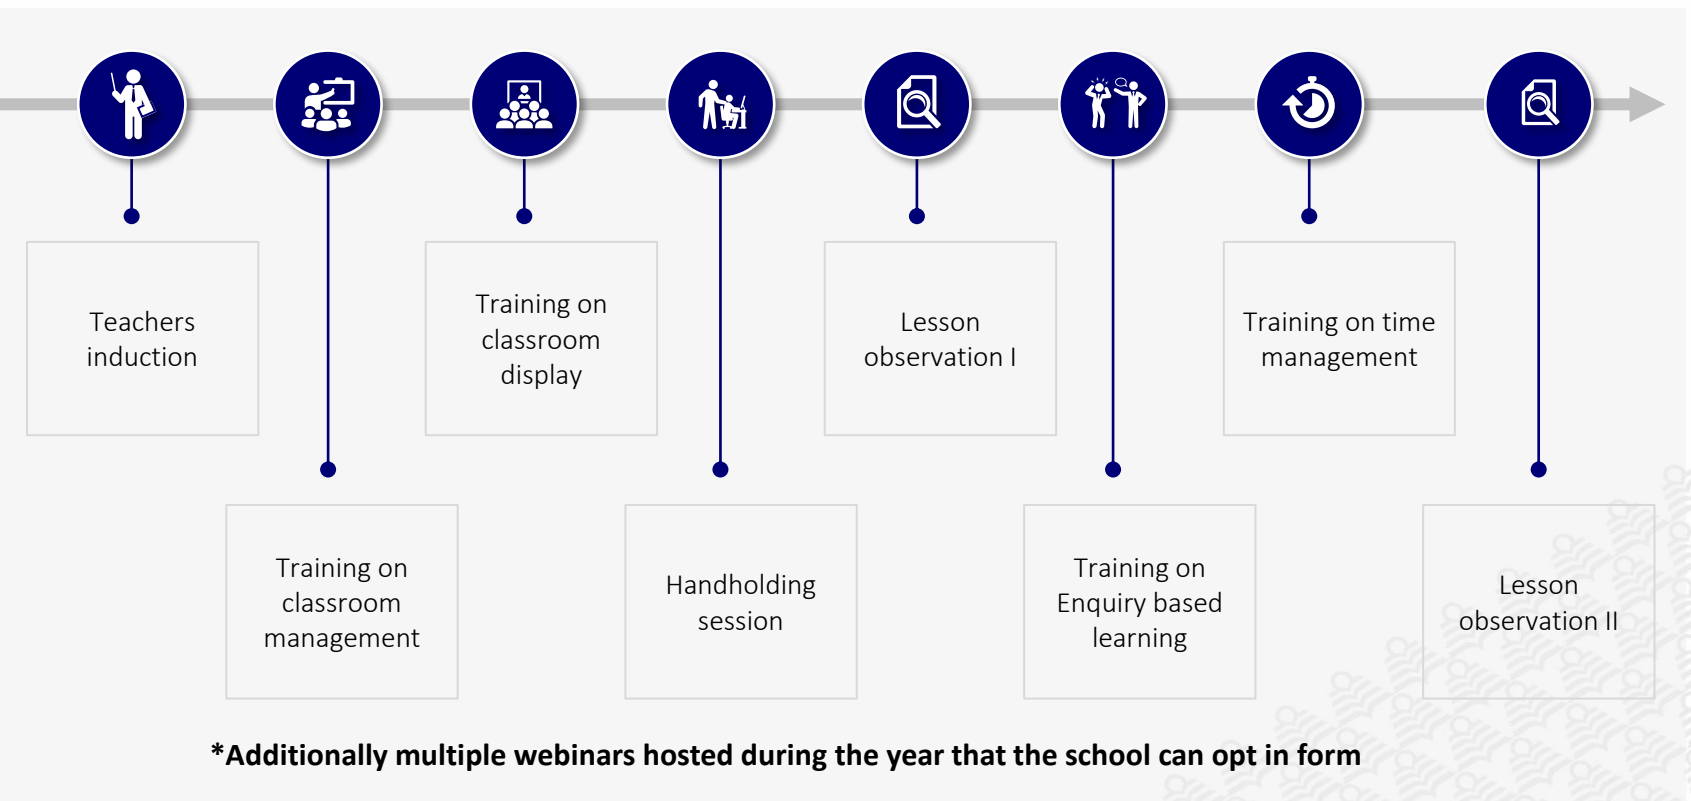 Teachers
induction
Training on
classroom
management
Training on
classroom
display
Handholding
session
Lesson
observation I
Training on
Enquiry based
learning
Training on time
management
Lesson
observation II
*Additionally multiple webinars hosted during the year that the school can opt in form